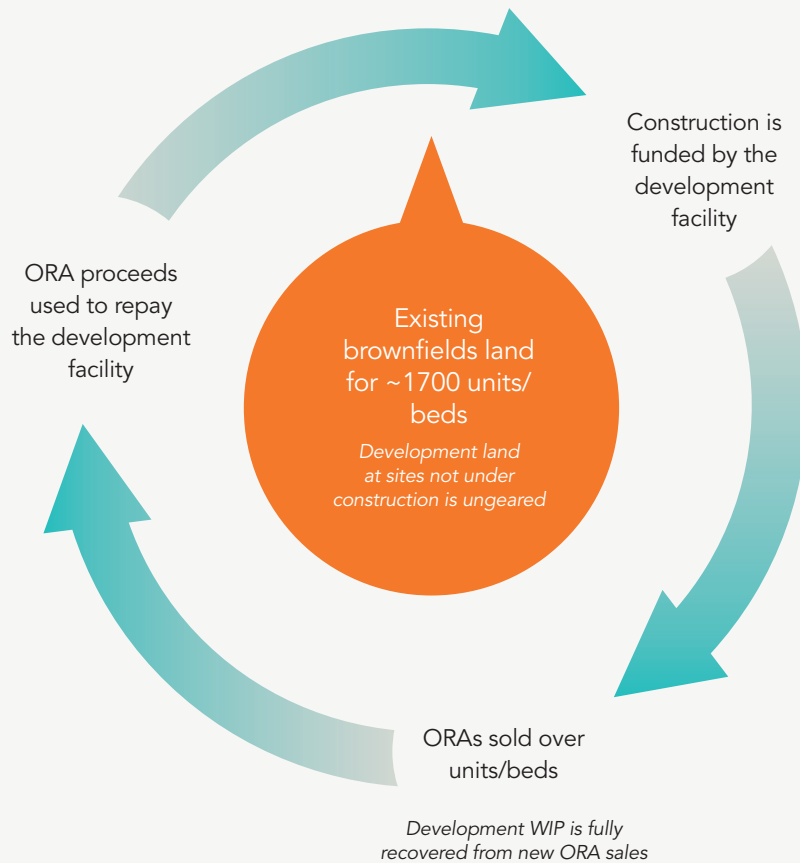 Construction is
funded by the
development
facility
ORA proceeds
used to repay
the development
facility
Existing
brownfields land
for ~1700 units/
beds
Development land
at sites not under
construction is ungeared
ORAs sold over
units/beds
Development WIP is fully
recovered from new ORA sales